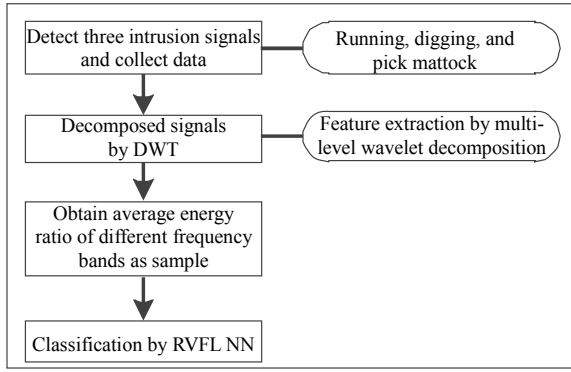 Detect three intrusion signals
and collect data
Running, digging, and
pick mattock
Decomposed signals
by DWT
Feature extraction by multi-
level wavelet decomposition
Obtain average energy
ratio of different frequency
bands as sample
Classification by RVFL NN